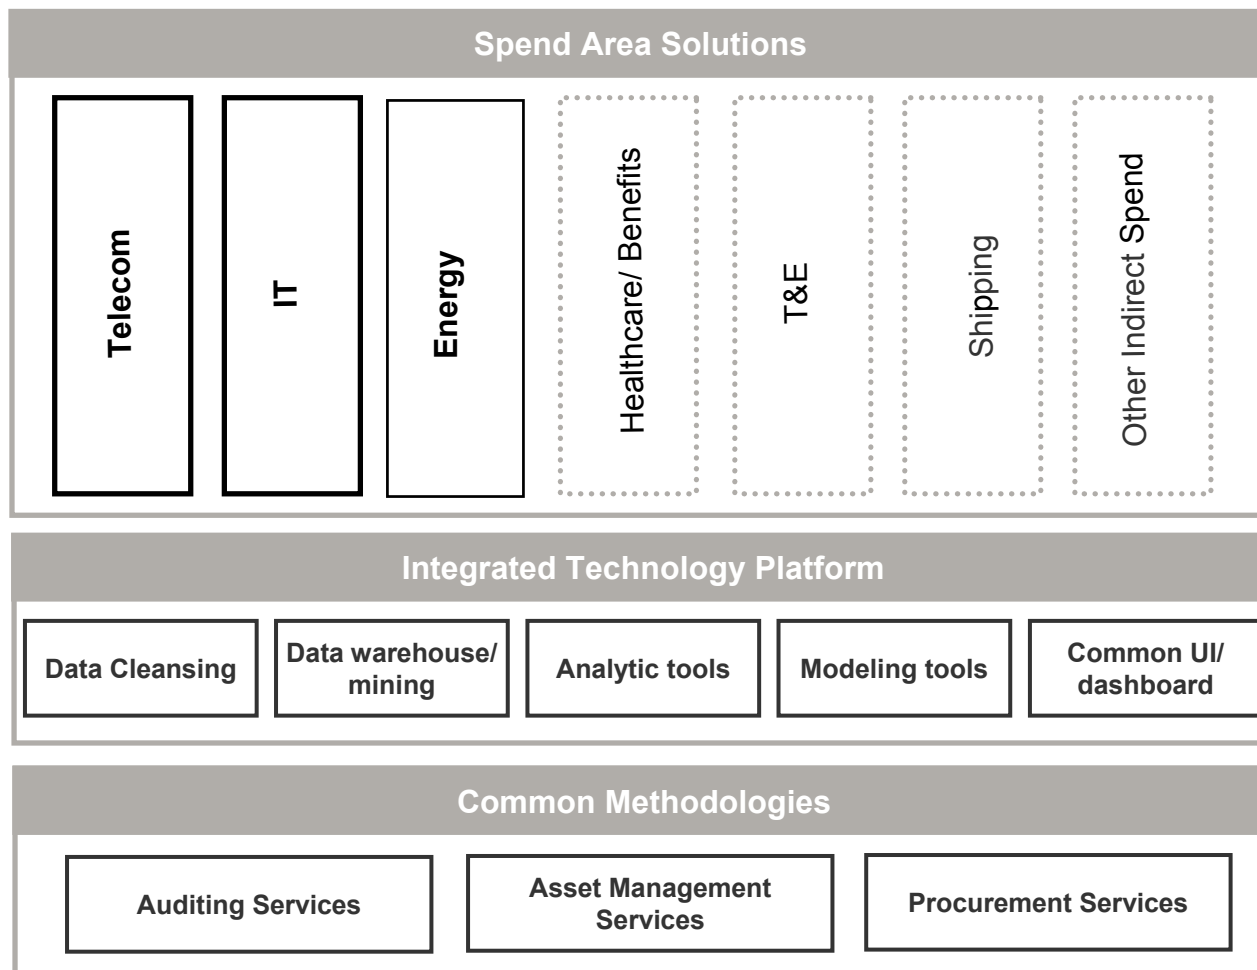 Spend Area Solutions
Telecom
IT
Energy
Healthcare/ Benefits
T&E
Shipping
Other Indirect Spend
Integrated Technology Platform
Data Cleansing
Data warehouse/
mining
Analytic tools
Modeling tools
Common UI/
dashboard
Common Methodologies
Auditing Services
Asset Management
Services
Procurement Services